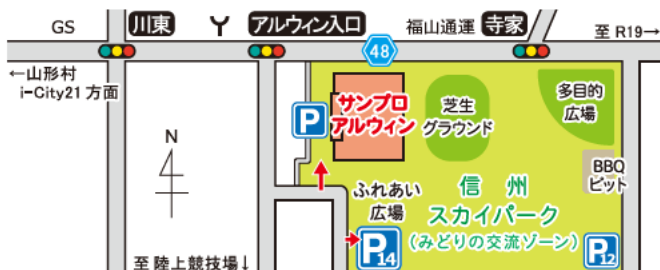 GS
川東
アルウィン入口
福山通運
寺家
至 R19→
48
←山形村
i-City21 方面
P
サンプロ
アルウィン
芝生
グラウンド
多目的
広場
N
BBQ
ピット
ふれあい
広場
信州
スカイパーク
(みどりの交流ゾーン)
P14
P12
至 陸上競技場↓